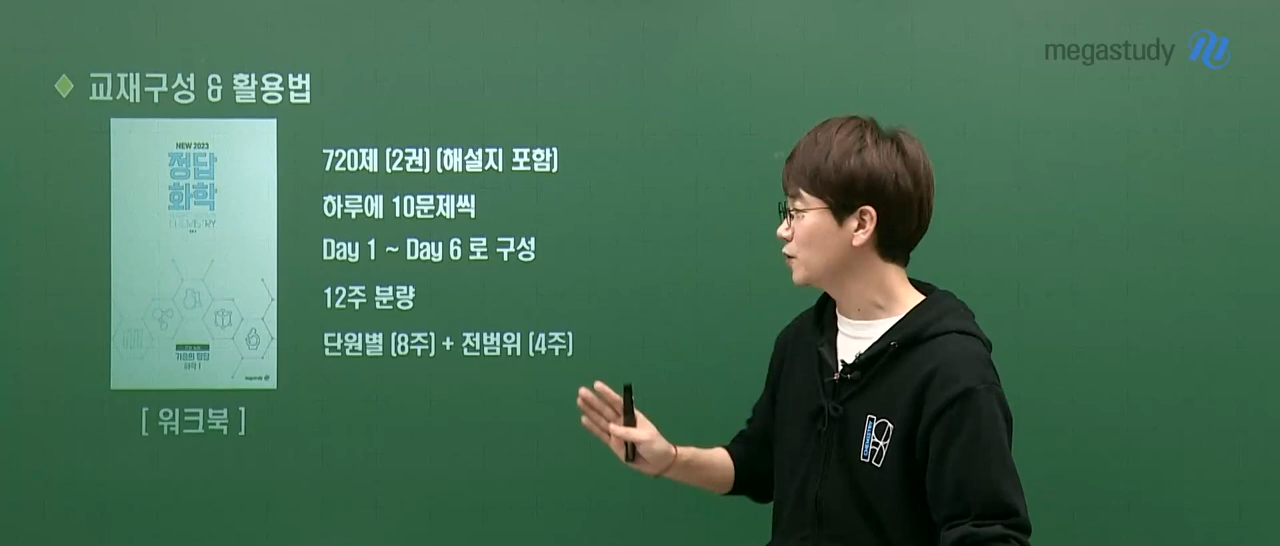 megastudy
◆ 교재구성 & 활용법
NEW 2023
정답
화학
CHEMISTRY
720제 (2권) (해설지 포함)
하루에 10문제씩
Day 1 ~ Day 6 로 구성
12주 분량
단원별 (8주) + 전범위 (4주)
기출의 정답
화학 I
megastudy
[ 워크북 ]
CHEMISTRY